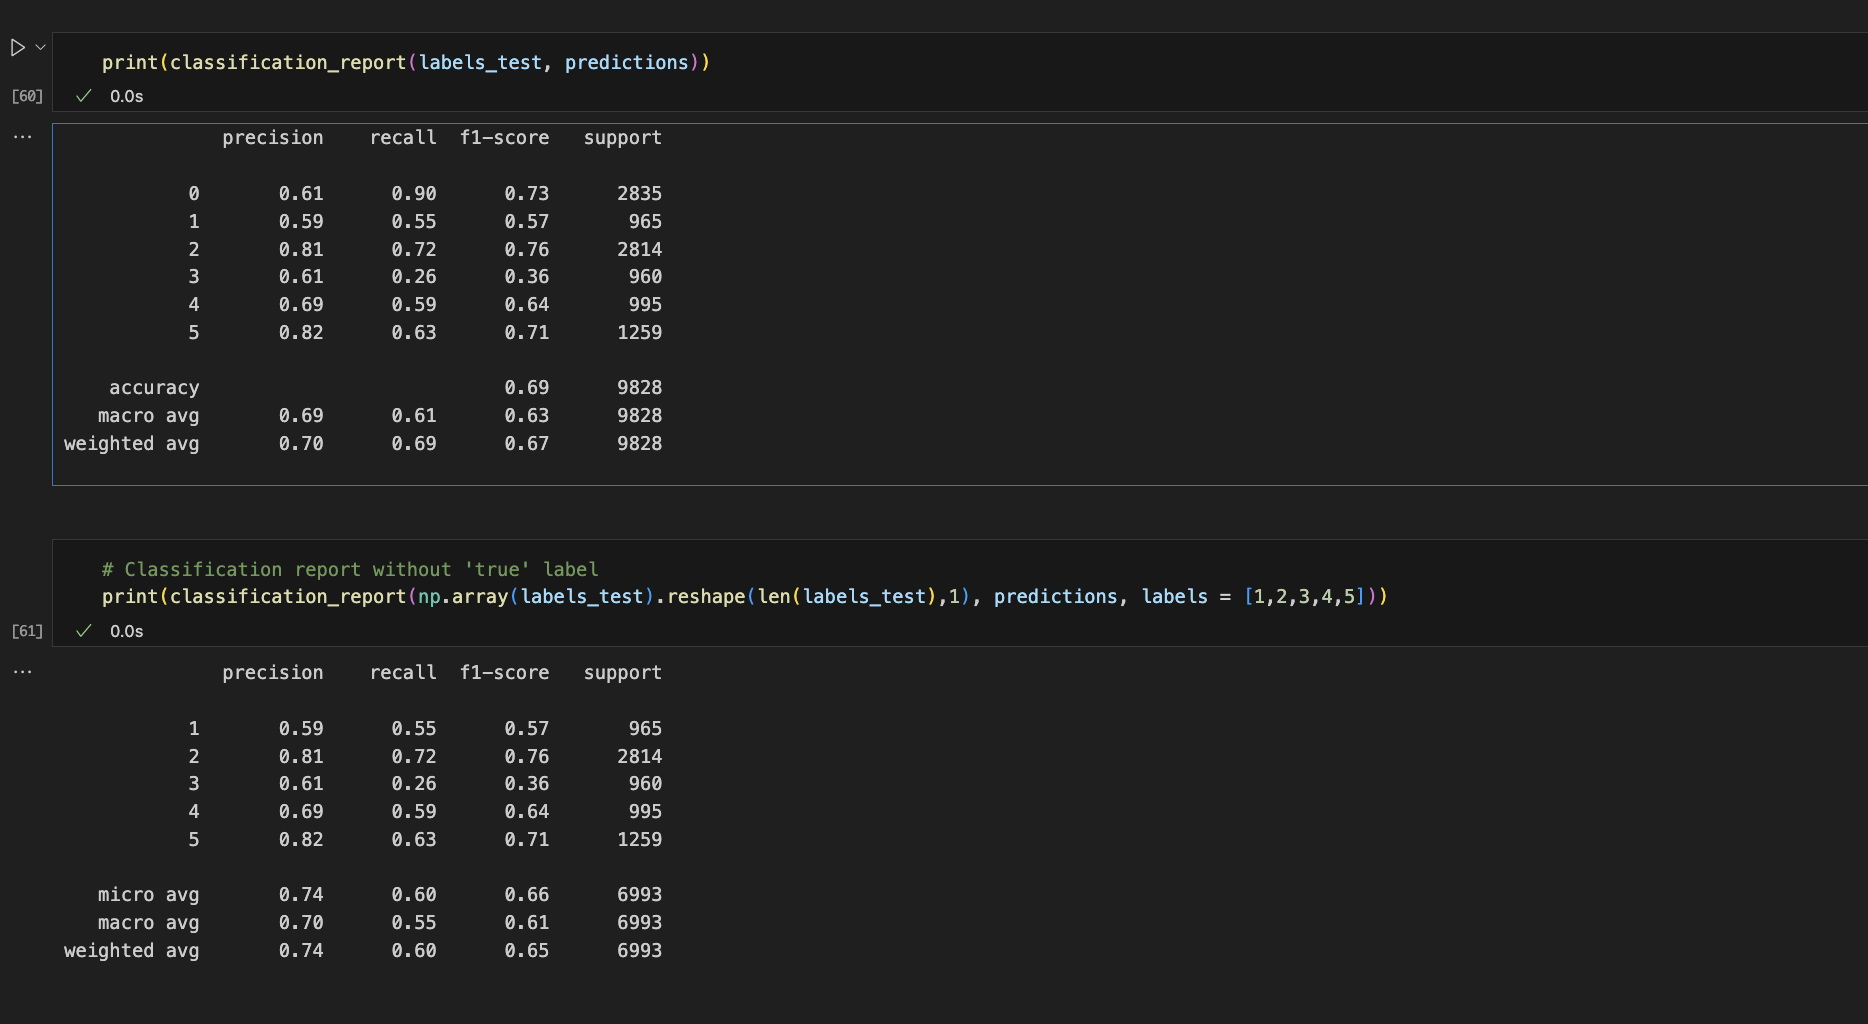 print(classification_report(labels_test, predictions))
[60] 0.0s
... precision recall f1-score support
0 0.61 0.90 0.73 2835
1 0.59 0.55 0.57 965
2 0.81 0.72 0.76 2814
3 0.61 0.26 0.36 960
4 0.69 0.59 0.64 995
5 0.82 0.63 0.71 1259
accuracy 0.69 9828
macro avg 0.69 0.61 0.63 9828
weighted avg 0.70 0.69 0.67 9828
# Classification report without 'true' label
print(classification_report(np.array(labels_test).reshape(len(labels_test),1), predictions, labels = [1,2,3,4,5]))
[61] 0.0s
... precision recall f1-score support
1 0.59 0.55 0.57 965
2 0.81 0.72 0.76 2814
3 0.61 0.26 0.36 960
4 0.69 0.59 0.64 995
5 0.82 0.63 0.71 1259
micro avg 0.74 0.60 0.66 6993
macro avg 0.70 0.55 0.61 6993
weighted avg 0.74 0.60 0.65 6993